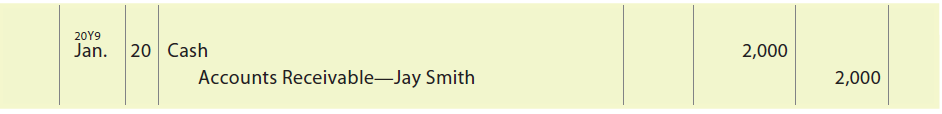 20Y9
Jan. 20 Cash 2,000
Accounts Receivable—Jay Smith 2,000